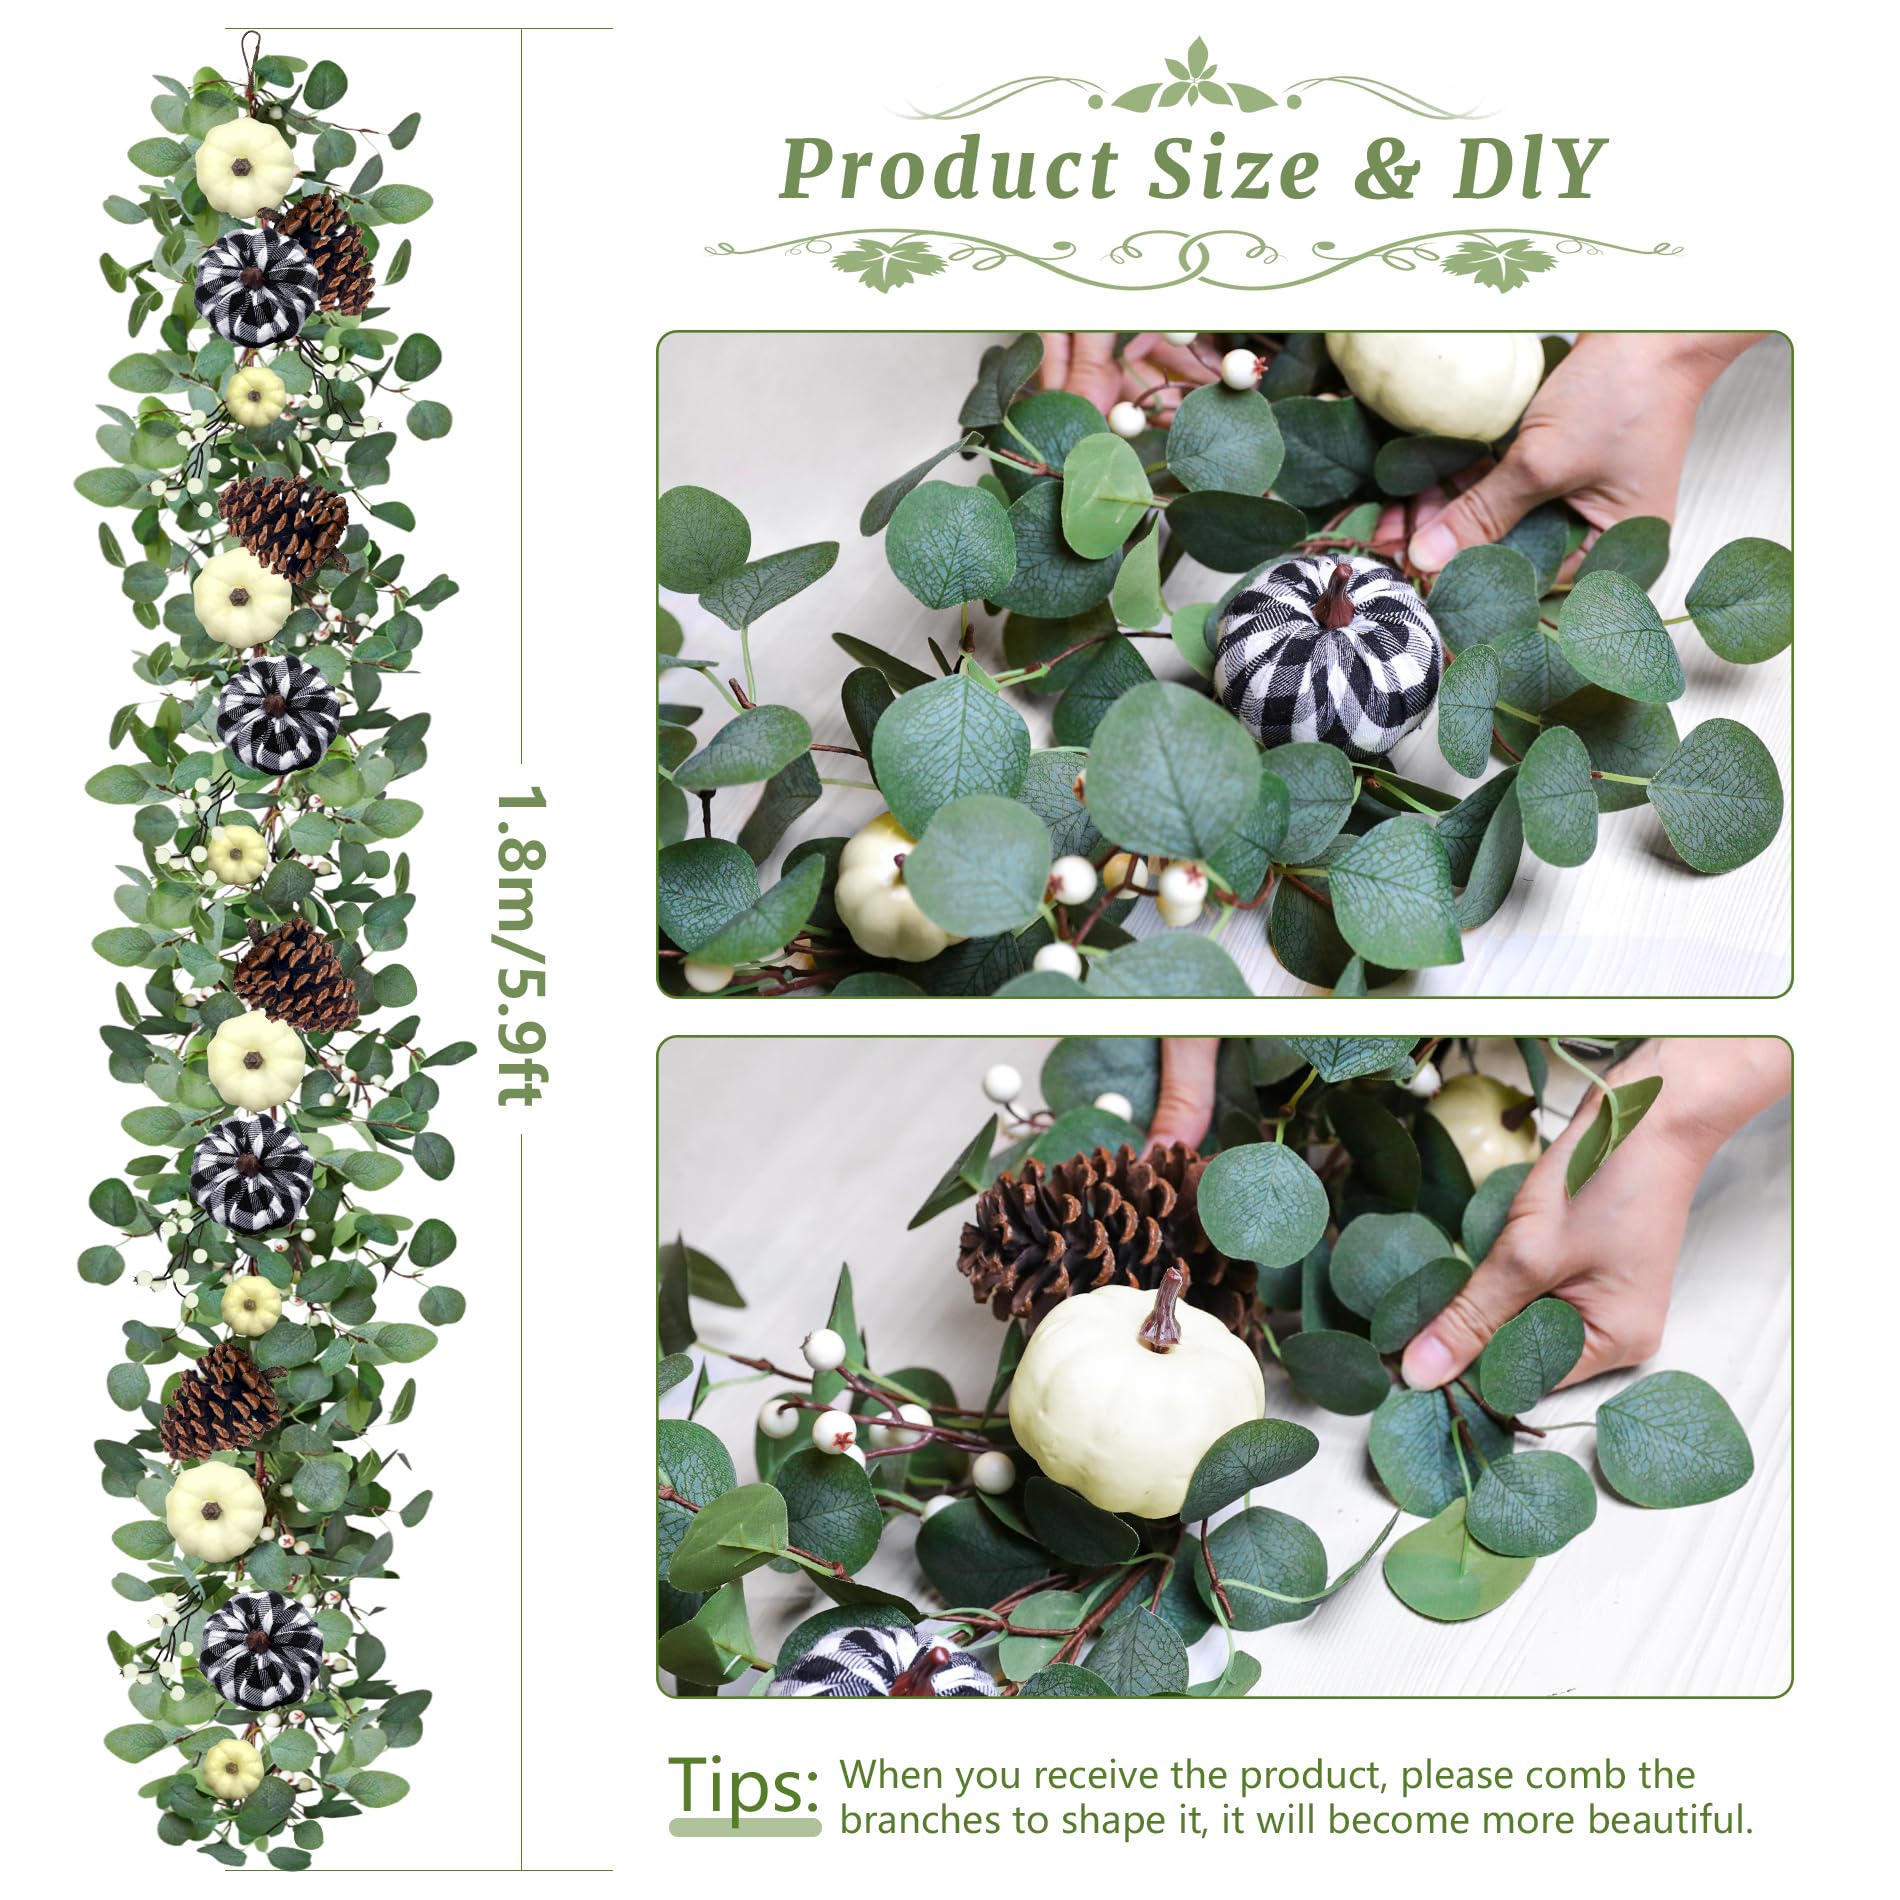 Product Size & DlY
1.8m/5.9ft
Tips: When you receive the product, please comb the
branches to shape it, it will become more beautiful.